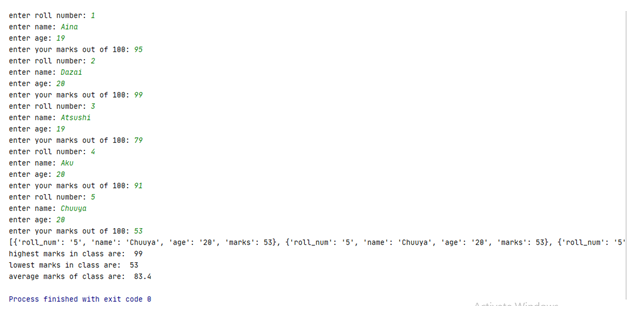 enter roll number: 1
enter name: Aina
enter age: 19
enter your marks out of 100: 95
enter roll number: 2
enter name: Dazai
enter age: 20
enter your marks out of 100: 99
enter roll number: 3
enter name: Atsushi
enter age: 19
enter your marks out of 100: 79
enter roll number: 4
enter name: Aku
enter age: 20
enter your marks out of 100: 91
enter roll number: 5
enter name: Chuuya
enter age: 20
enter your marks out of 100: 53
[{'roll_num': '5', 'name': 'Chuuya', 'age': '20', 'marks': 53}, {'roll_num': '5', 'name': 'Chuuya', 'age': '20', 'marks': 53}, {'roll_num': '5'
highest marks in class are:  99
lowest marks in class are:  53
average marks of class are:  83.4
Process finished with exit code 0
Activate Windows